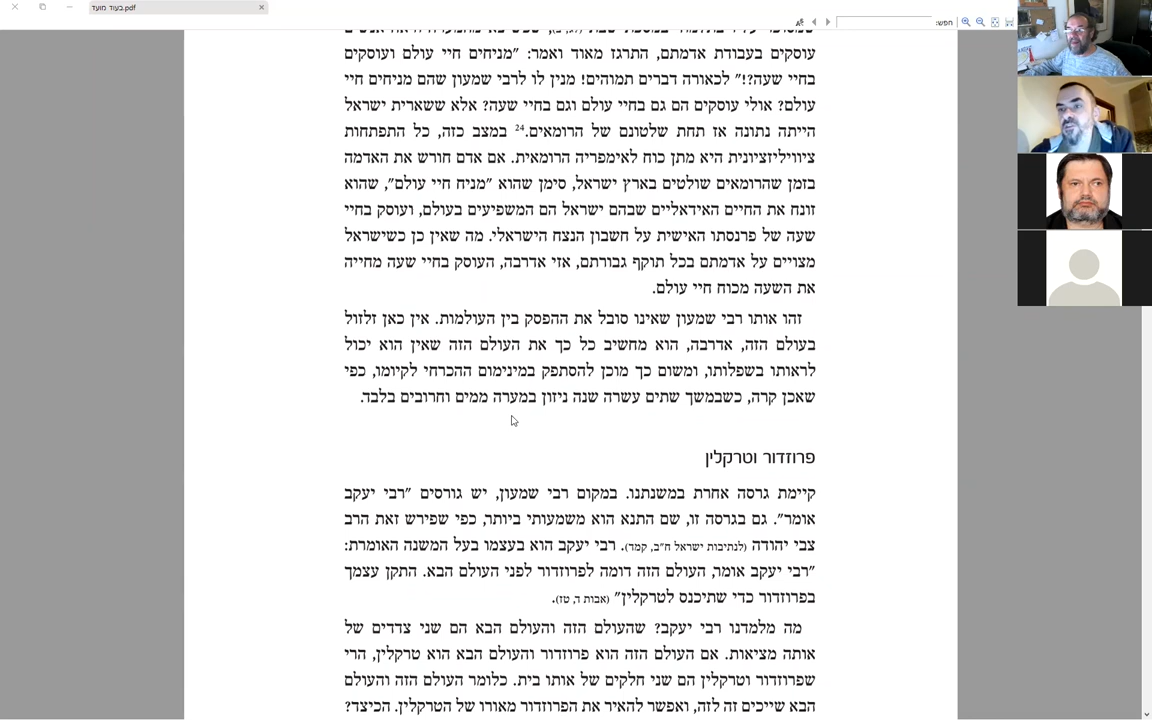 בעוד מועד.pdf
חפש:
עוסקים בעבודת אדמתם, התרגז מאוד ואמר: "מניחים חיי עולם ועוסקים
בחיי שעה?!" לכאורה דברים תמוהים! מנין לו לרבי שמעון שהם מניחים חיי
עולם? אולי עוסקים הם גם בחיי עולם וגם בחיי שעה? אלא ששארית ישראל
הייתה נתונה אז תחת שלטונם של הרומאים.24 במצב כזה, כל התפתחות
ציוויליזציונית היא מתן כוח לאימפריה הרומאית. אם אדם חורש את האדמה
בזמן שהרומאים שולטים בארץ ישראל, סימן שהוא "מניח חיי עולם", שהוא
זונח את החיים האידאליים שבהם ישראל הם המשפיעים בעולם, ועוסק בחיי
שעה של פרנסתו האישית על חשבון הנצח הישראלי. מה שאין כן כשישראל
מצויים על אדמתם בכל תוקף גבורתם, אזי אדרבה, העוסק בחיי שעה מחייה
את השעה מכוח חיי עולם.
זהו אותו רבי שמעון שאינו סובל את ההפסק בין העולמות. אין כאן זלזול
בעולם הזה, אדרבה, הוא מחשיב כל כך את העולם הזה שאין הוא יכול
לראותו בשפלותו, ומשום כך מוכן להסתפק במינימום ההכרחי לקיומו, כפי
שאכן קרה, כשבמשך שתים עשרה שנה ניזון במערה ממים וחרובים בלבד.
פרוזדור וטרקלין
קיימת גרסה אחרת במשנתנו. במקום רבי שמעון, יש גורסים "רבי יעקב
אומר". גם בגרסה זו, שם התנא הוא משמעותי ביותר, כפי שפירש זאת הרב
צבי יהודה (לנתיבות ישראל ח"ב, קמד). רבי יעקב הוא בעצמו בעל המשנה האומרת:
"רבי יעקב אומר, העולם הזה דומה לפרוזדור לפני העולם הבא. התקן עצמך
בפרוזדור כדי שתיכנס לטרקלין" (אבות ד, טז).
מה מלמדנו רבי יעקב? שהעולם הזה והעולם הבא הם שני צדדים של
אותה מציאות. אם העולם הזה הוא פרוזדור והעולם הבא הוא טרקלין, הרי
שפרוזדור וטרקלין הם שני חלקים של אותו בית. כלומר העולם הזה והעולם
הבא שייכים זה לזה, ואפשר להאיר את הפרוזדור מאורו של הטרקלין. הכיצד?